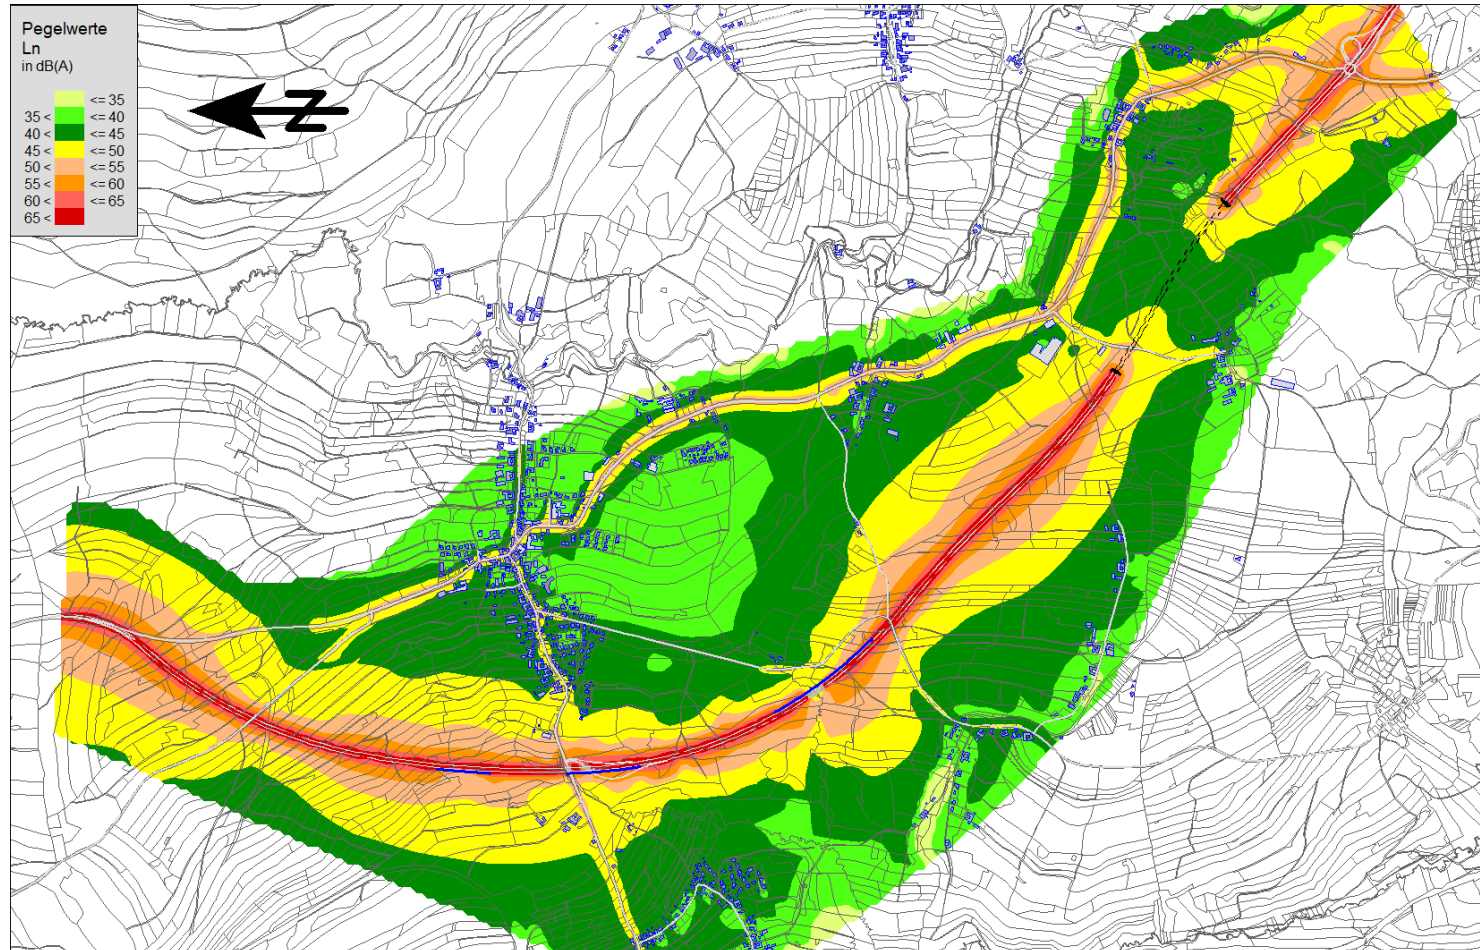 Pegelwerte
Ln
in dB(A)
<= 35
35 < <= 40
40 < <= 45
45 < <= 50
50 < <= 55
55 < <= 60
60 < <= 65
65 <
N